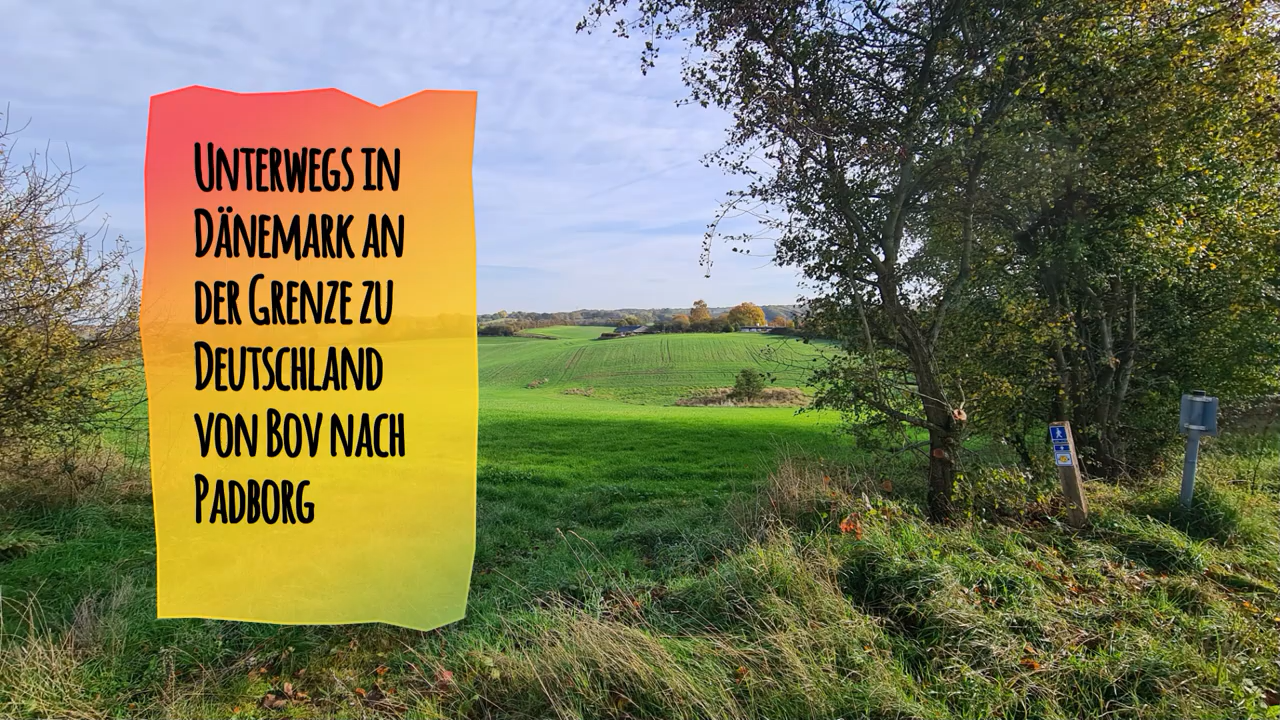 Unterwegs in
Dänemark an
der Grenze zu
Deutschland
von Bov nach
Padborg